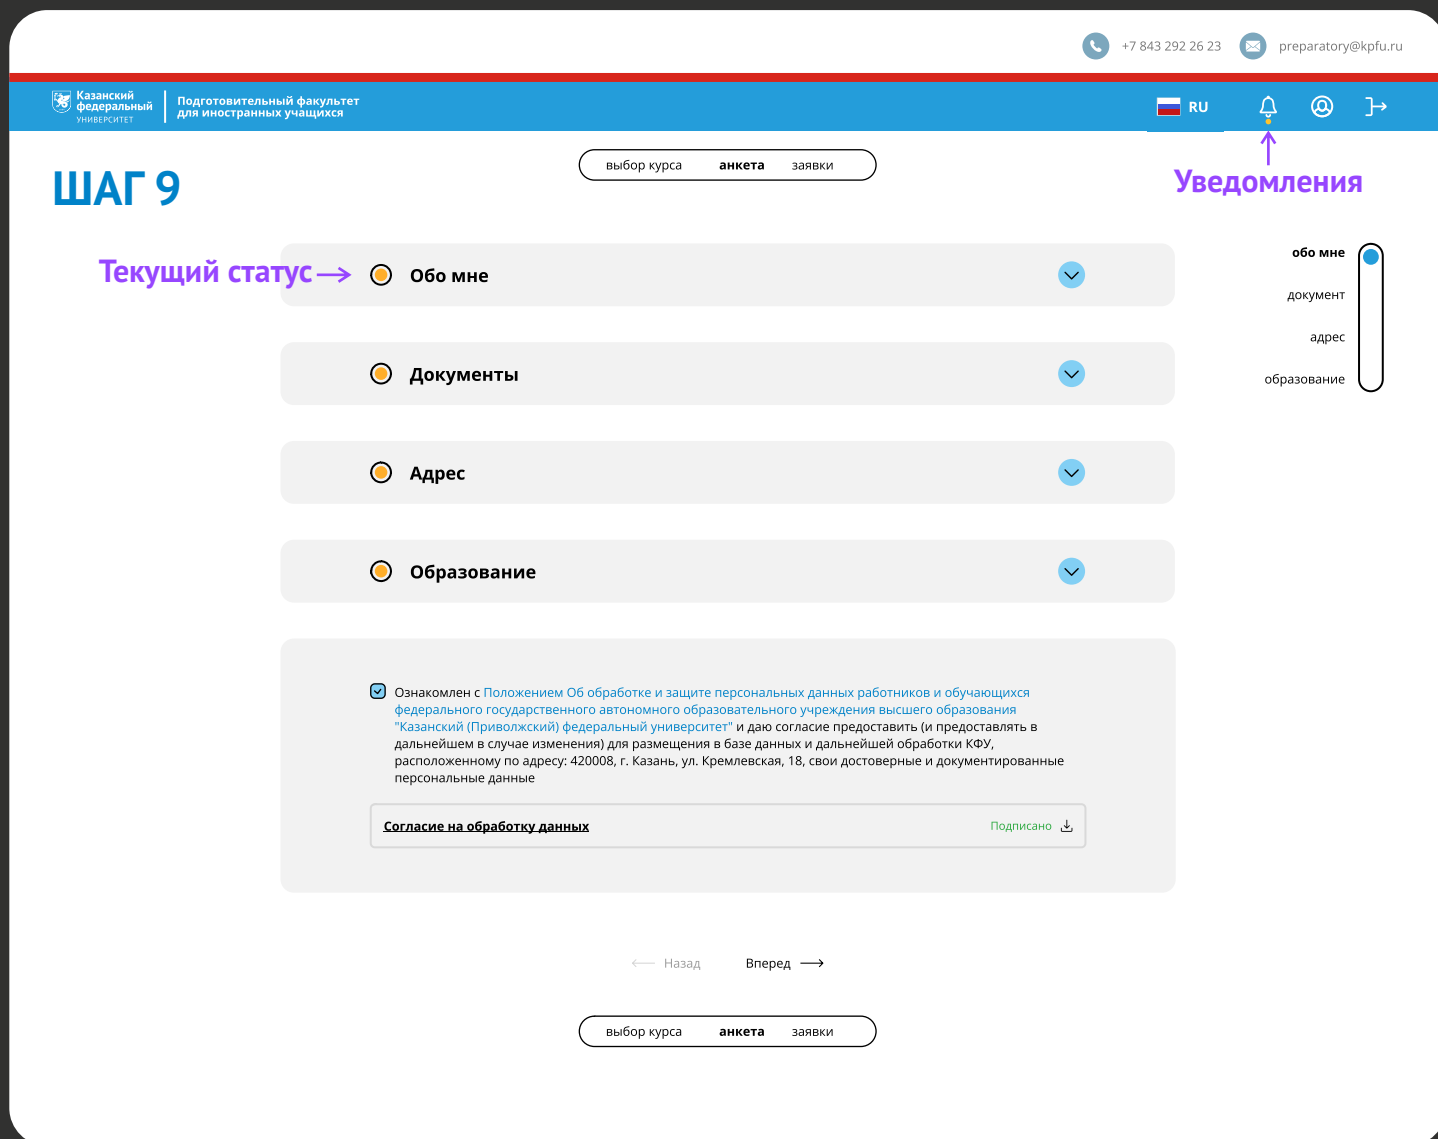 +7 843 292 26 23
preparatory@kpfu.ru
Казанский
федеральный
УНИВЕРСИТЕТ
Подготовительный факультет
для иностранных учащихся
RU
ШАГ 9
выбор курса анкета заявки
Уведомления
Текущий статус
Обо мне
Документы
Адрес
Образование
обо мне
документ
адрес
образование
Ознакомлен с Положением Об обработке и защите персональных данных работников и обучающихся
федерального государственного автономного образовательного учреждения высшего образования
"Казанский (Приволжский) федеральный университет" и даю согласие предоставить (и предоставлять в
дальнейшем в случае изменения) для размещения в базе данных и дальнейшей обработки КФУ,
расположенному по адресу: 420008, г. Казань, ул. Кремлевская, 18, свои достоверные и документированные
персональные данные
Согласие на обработку данных
Подписано
Назад
Вперед
выбор курса анкета заявки